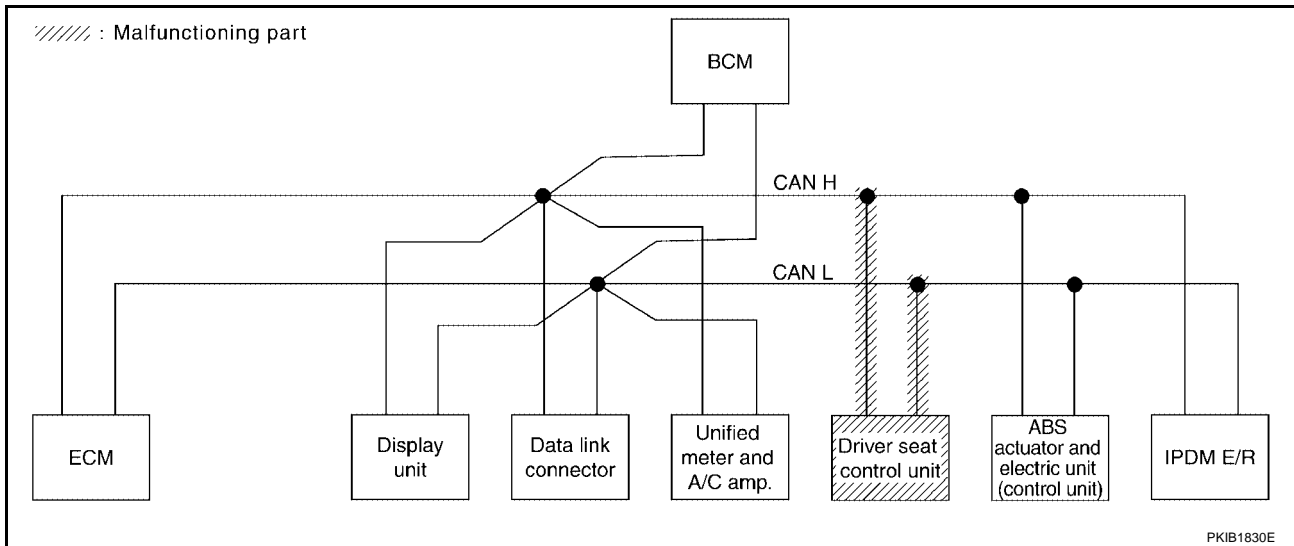 : Malfunctioning part
BCM
CAN H
CAN L
ECM
Display
unit
Data link
connector
Unified
meter and
A/C amp.
Driver seat
control unit
ABS
actuator and
electric unit
(control unit)
IPDM E/R
PKIB1830E